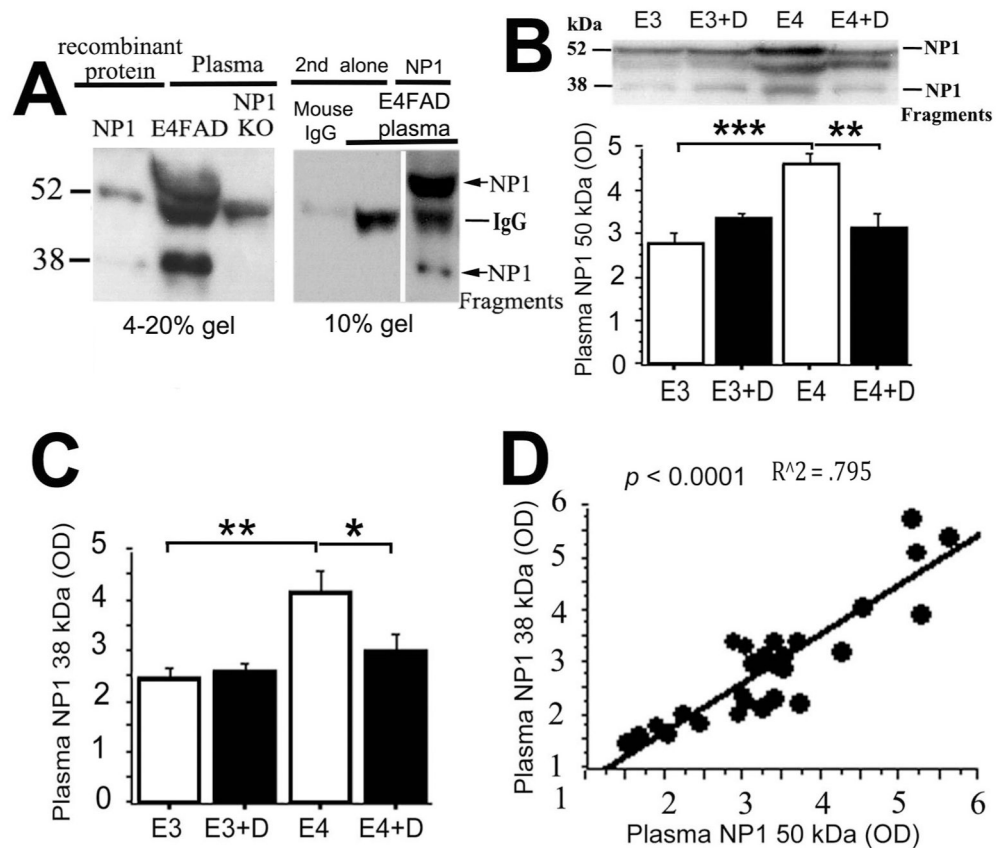 A
recombinant
protein
Plasma
NP1
E4FAD
NP1
KO
52
38
4-20% gel
2nd alone
NP1
Mouse
IgG
E4FAD
plasma
NP1
IgG
NP1
Fragments
10% gel
B
kDa
E3 E3+D E4 E4+D
52
NP1
38
NP1
Fragments
*** **
Plasma NP1 50 kDa (OD)
5
4
3
2
1
0
E3 E3+D E4 E4+D
C
** *
Plasma NP1 38 kDa (OD)
5
4
3
2
1
0
E3 E3+D E4 E4+D
D
p < 0.0001 R^2 = .795
Plasma NP1 38 kDa (OD)
6
5
4
3
2
1
1 2 3 4 5 6
Plasma NP1 50 kDa (OD)